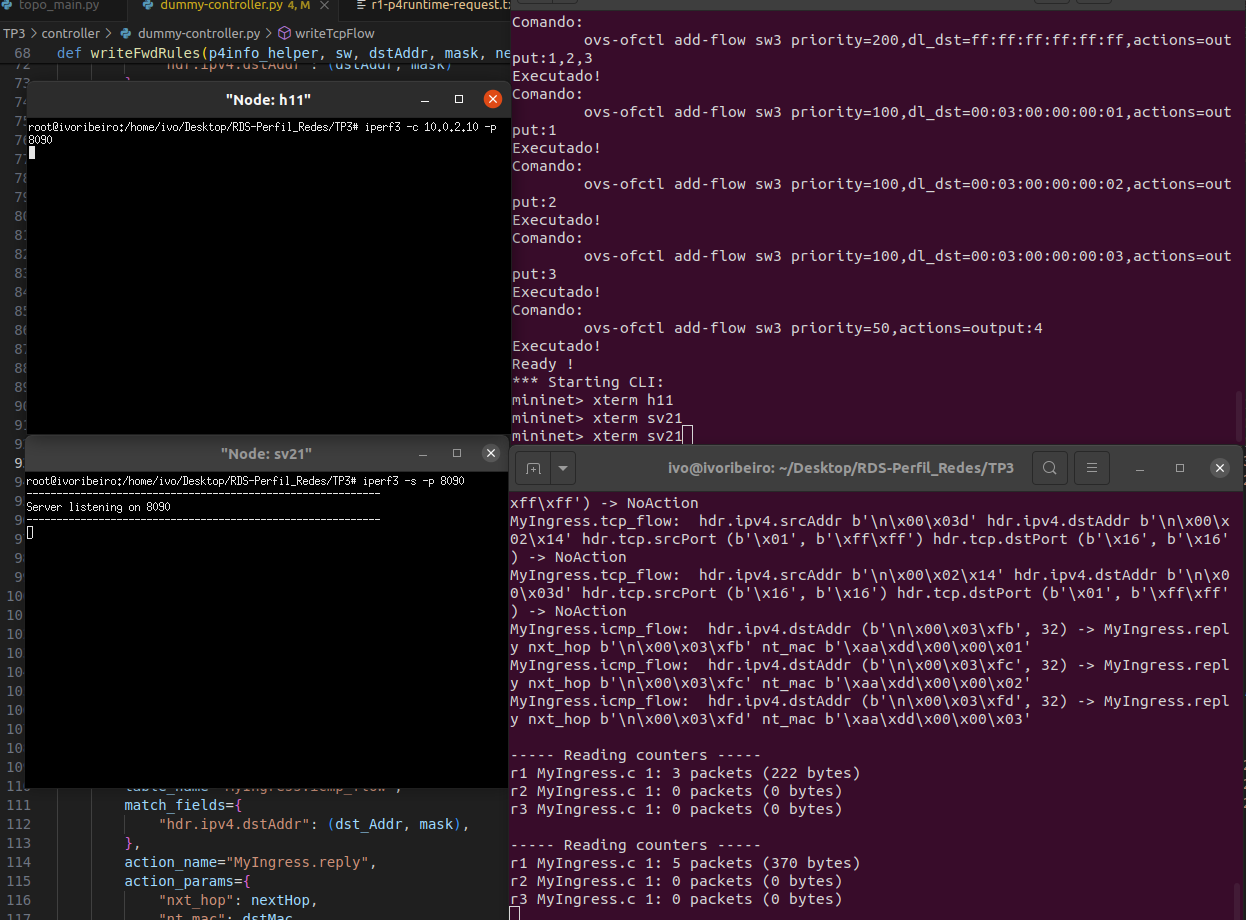 topo_main.py
dummy-controller.py 4, M
r1-p4runtime-request.tx
TP3 > controller > dummy-controller.py > writeTcpFlow
68 def writeFwdRules(p4info_helper, sw, dstAddr, mask, ne
72 "hdr.ipv4.dstAddr" : (dstAddr, mask)
73 }
"Node: h11"
root@ivoribeiro:/home/ivo/Desktop/RDS-Perfil_Redes/TP3# iperf3 -c 10.0.2.10 -p
8090
"Node: sv21"
root@ivoribeiro:/home/ivo/Desktop/RDS-Perfil_Redes/TP3# iperf3 -s -p 8090
-----------------------------------------------------------
Server listening on 8090
-----------------------------------------------------------
110 table_name="MyIngress.icmp_flow",
111 match_fields={
112 "hdr.ipv4.dstAddr": (dst_Addr, mask),
113 },
114 action_name="MyIngress.reply",
115 action_params={
116 "nxt_hop": nextHop,
117 "nt_mac": dstMac
Comando:
ovs-ofctl add-flow sw3 priority=200,dl_dst=ff:ff:ff:ff:ff:ff,actions=out
put:1,2,3
Executado!
Comando:
ovs-ofctl add-flow sw3 priority=100,dl_dst=00:03:00:00:00:01,actions=out
put:1
Executado!
Comando:
ovs-ofctl add-flow sw3 priority=100,dl_dst=00:03:00:00:00:02,actions=out
put:2
Executado!
Comando:
ovs-ofctl add-flow sw3 priority=100,dl_dst=00:03:00:00:00:03,actions=out
put:3
Executado!
Comando:
ovs-ofctl add-flow sw3 priority=50,actions=output:4
Executado!
Ready !
*** Starting CLI:
mininet> xterm h11
mininet> xterm sv21
mininet> xterm sv21
ivo@ivoribeiro: ~/Desktop/RDS-Perfil_Redes/TP3
xff\xff') -> NoAction
MyIngress.tcp_flow:  hdr.ipv4.srcAddr b'\n\x00\x03d' hdr.ipv4.dstAddr b'\n\x00\x
02\x14' hdr.tcp.srcPort (b'\x01', b'\xff\xff') hdr.tcp.dstPort (b'\x16', b'\x16'
) -> NoAction
MyIngress.tcp_flow:  hdr.ipv4.srcAddr b'\n\x00\x02\x14' hdr.ipv4.dstAddr b'\n\x0
0\x03d' hdr.tcp.srcPort (b'\x16', b'\x16') hdr.tcp.dstPort (b'\x01', b'\xff\xff'
) -> NoAction
MyIngress.icmp_flow:  hdr.ipv4.dstAddr (b'\n\x00\x03\xfb', 32) -> MyIngress.repl
y nxt_hop b'\n\x00\x03\xfb' nt_mac b'\xaa\xdd\x00\x00\x01'
MyIngress.icmp_flow:  hdr.ipv4.dstAddr (b'\n\x00\x03\xfc', 32) -> MyIngress.repl
y nxt_hop b'\n\x00\x03\xfc' nt_mac b'\xaa\xdd\x00\x00\x02'
MyIngress.icmp_flow:  hdr.ipv4.dstAddr (b'\n\x00\x03\xfd', 32) -> MyIngress.repl
y nxt_hop b'\n\x00\x03\xfd' nt_mac b'\xaa\xdd\x00\x00\x03'
----- Reading counters -----
r1 MyIngress.c 1: 3 packets (222 bytes)
r2 MyIngress.c 1: 0 packets (0 bytes)
r3 MyIngress.c 1: 0 packets (0 bytes)
----- Reading counters -----
r1 MyIngress.c 1: 5 packets (370 bytes)
r2 MyIngress.c 1: 0 packets (0 bytes)
r3 MyIngress.c 1: 0 packets (0 bytes)